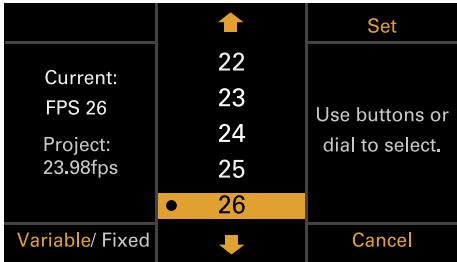 Set
Current:
FPS 26
Project:
23.98fps
22
23
24
25
26
Use buttons or
dial to select.
Variable/ Fixed
Cancel